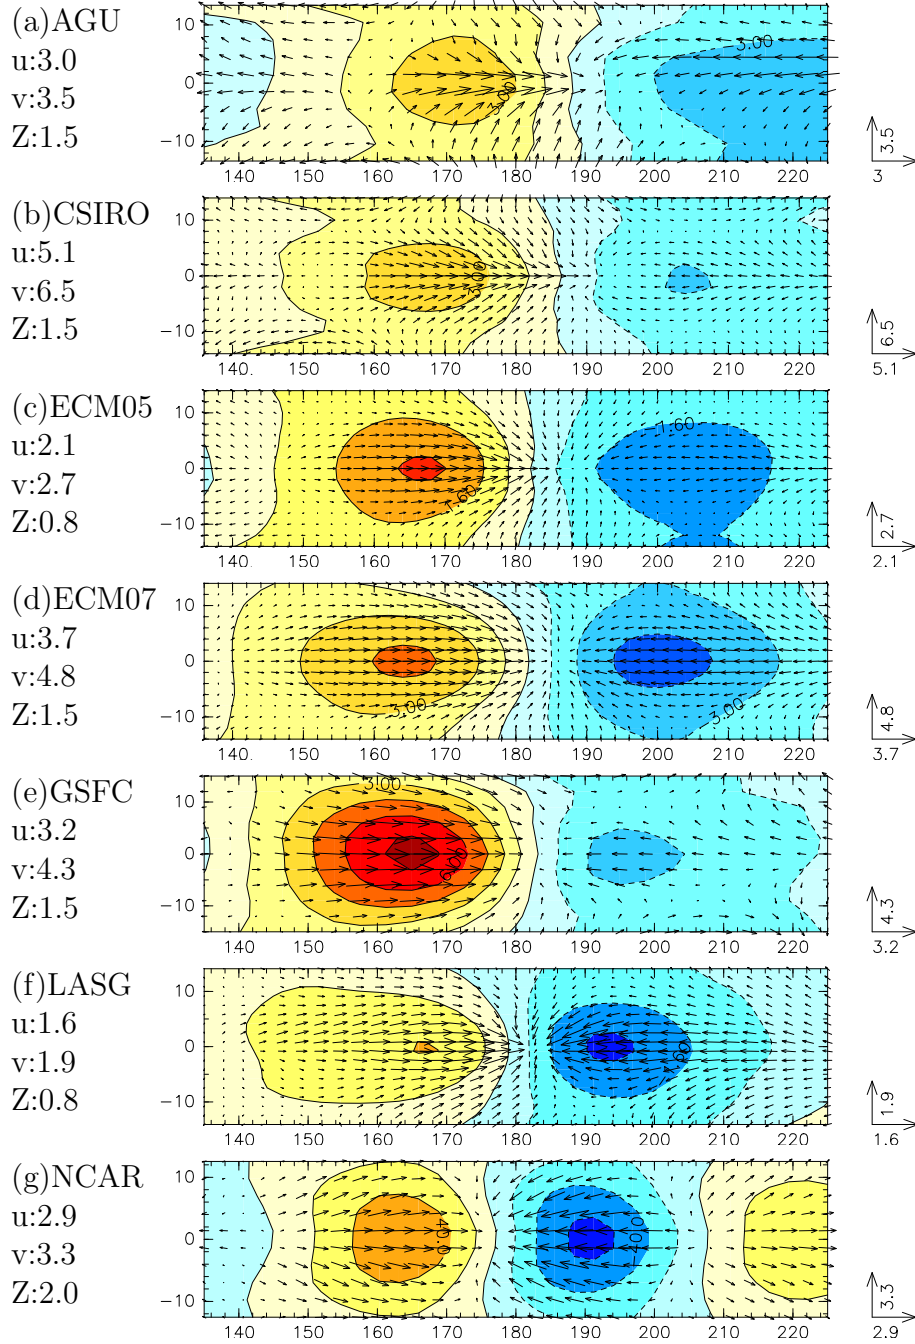 (a)AGU
u:3.0
v:3.5
Z:1.5
10
0
−10
3.00
3.00
140 150 160 170 180 190 200 210 220
3.5
3
(b)CSIRO
u:5.1
v:6.5
Z:1.5
10
0
−10
3.00
140 150 160 170 180 190 200 210 220
6.5
5.1
(c)ECM05
u:2.1
v:2.7
Z:0.8
10
0
−10
1.60
1.60
140 150 160 170 180 190 200 210 220
2.7
2.1
(d)ECM07
u:3.7
v:4.8
Z:1.5
10
0
−10
3.00
3.00
140 150 160 170 180 190 200 210 220
4.8
3.7
(e)GSFC
u:3.2
v:4.3
Z:1.5
10
0
−10
3.00
6.00
140 150 160 170 180 190 200 210 220
4.3
3.2
(f)LASG
u:1.6
v:1.9
Z:0.8
10
0
−10
1.60
140 150 160 170 180 190 200 210 220
1.9
1.6
(g)NCAR
u:2.9
v:3.3
Z:2.0
10
0
−10
4.00
4.00
140 150 160 170 180 190 200 210 220
3.3
2.9